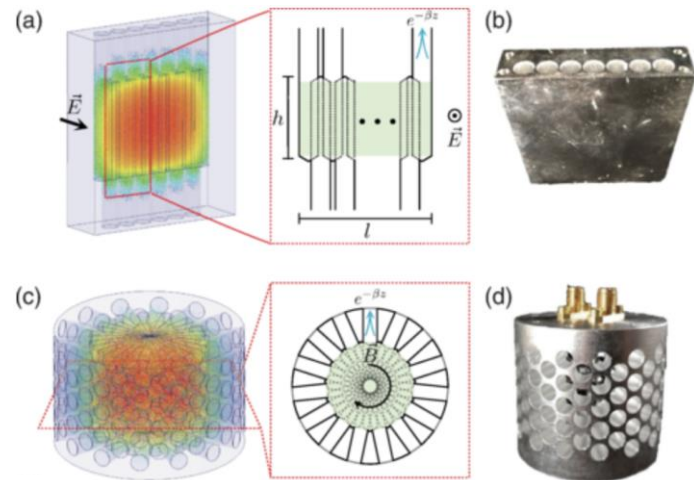 (a)
E⃗
h
e^{-βz}
E⃗
l
(b)
(c)
e^{-βz}
B⃗
(d)